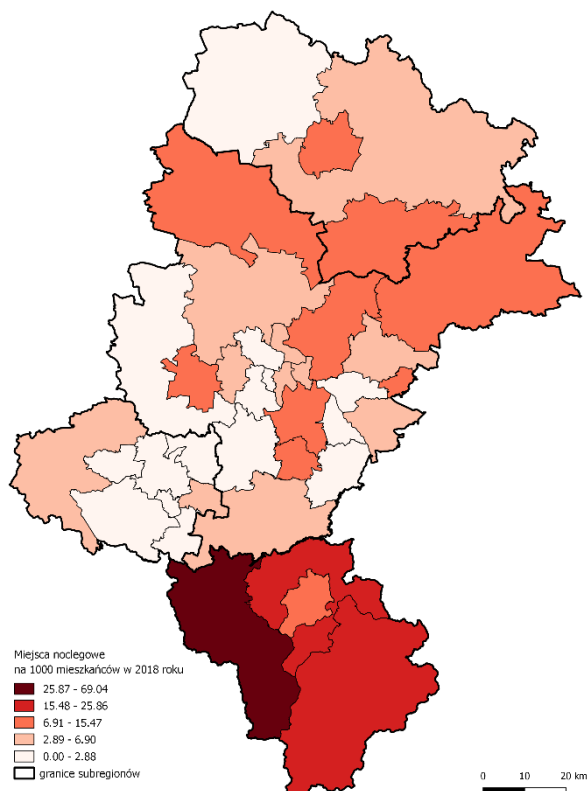 Miejsca noclegowe
na 1000 mieszkańców w 2018 roku
25.87 - 69.04
15.48 - 25.86
6.91 - 15.47
2.89 - 6.90
0.00 - 2.88
granice subregionów
0 10 20 km